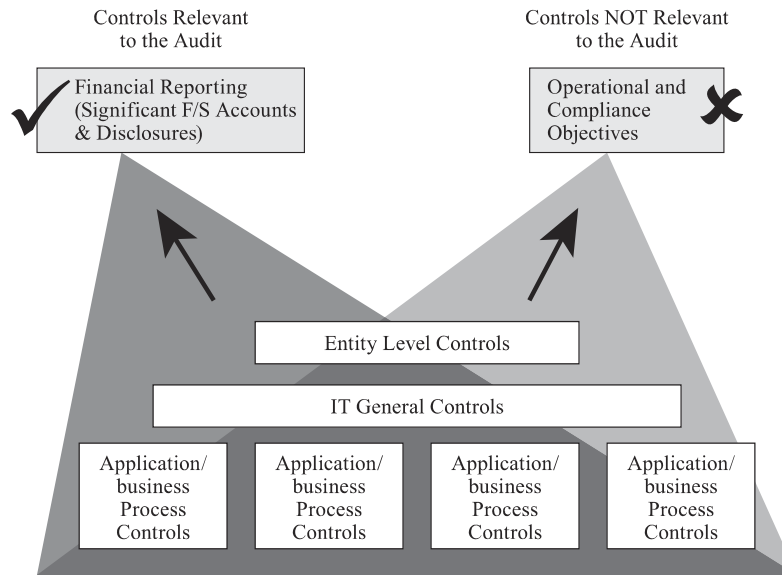 Controls Relevant
to the Audit
Controls NOT Relevant
to the Audit
Financial Reporting
(Significant F/S Accounts
& Disclosures)
Operational and
Compliance
Objectives
Entity Level Controls
IT General Controls
Application/
business
Process
Controls
Application/
business
Process
Controls
Application/
business
Process
Controls
Application/
business
Process
Controls